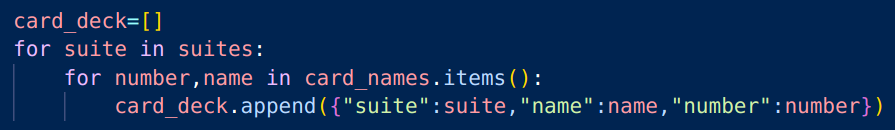 card_deck=[]
for suite in suites:
    for number,name in card_names.items():
        card_deck.append({"suite":suite,"name":name,"number":number})